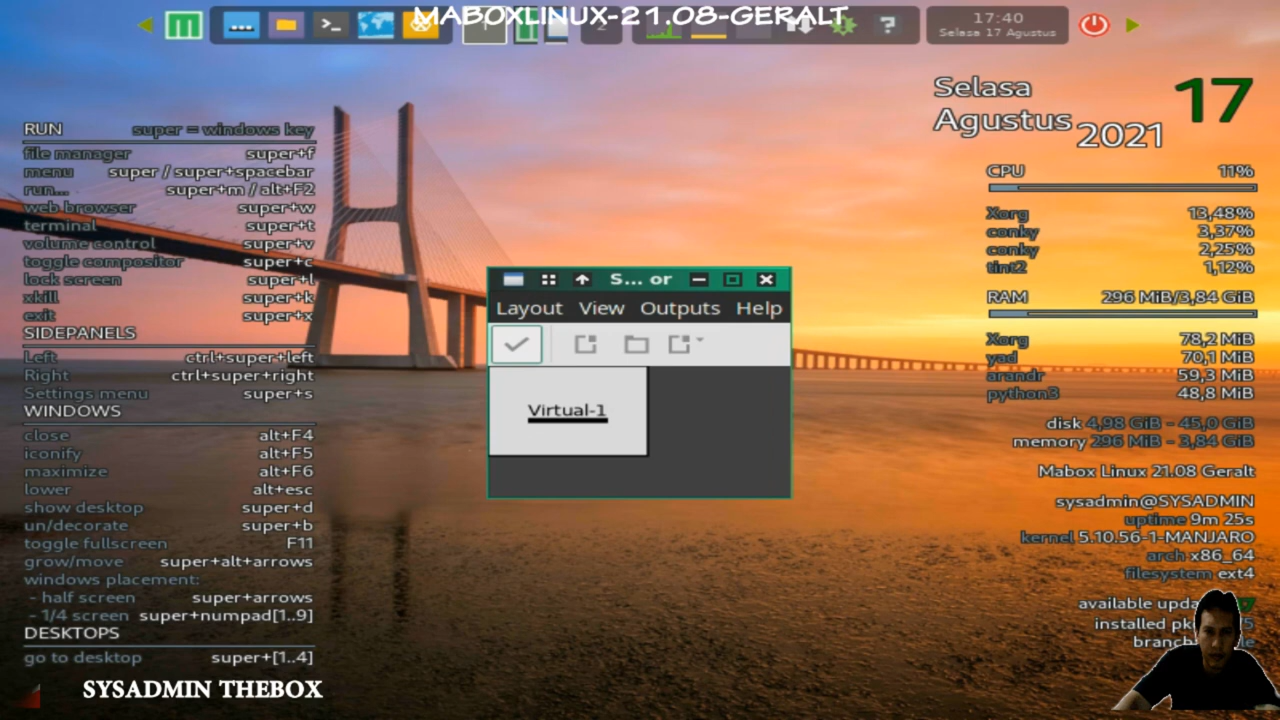 MABOXLINUX-21.08-GERALT
17:40
Selasa 17 Agustus
Selasa
Agustus 2021
17
RUN super = windows key
file manager super+f
menu super / super+spacebar
run... super+m / alt+F2
web browser super+w
terminal super+t
volume control super+v
toggle compositor super+c
lock screen super+l
xkill super+k
exit super+x
SIDEPANELS
Left ctrl+super+left
Right ctrl+super+right
Settings menu super+s
WINDOWS
close alt+F4
iconify alt+F5
maximize alt+F6
lower alt+esc
show desktop super+d
un/decorate super+b
toggle fullscreen F11
grow/move super+alt+arrows
windows placement:
- half screen super+arrows
- 1/4 screen super+numpad[1..9]
DESKTOPS
go to desktop super+[1..4]
SYSADMIN THEBOX
S... or
Layout View Outputs Help
Virtual-1
CPU 11%
Xorg 13,48%
conky 3,37%
conky 2,25%
tint2 1,12%
RAM 296 MiB/3,84 GiB
Xorg 78,2 MiB
yad 70,1 MiB
arandr 59,3 MiB
python3 48,8 MiB
disk 4,98 GiB - 45,0 GiB
memory 296 MiB - 3,84 GiB
Mabox Linux 21.08 Geralt
sysadmin@SYSADMIN
uptime 9m 25s
kernel 5.10.56-1-MANJARO
arch x86_64
filesystem ext4
available
installed